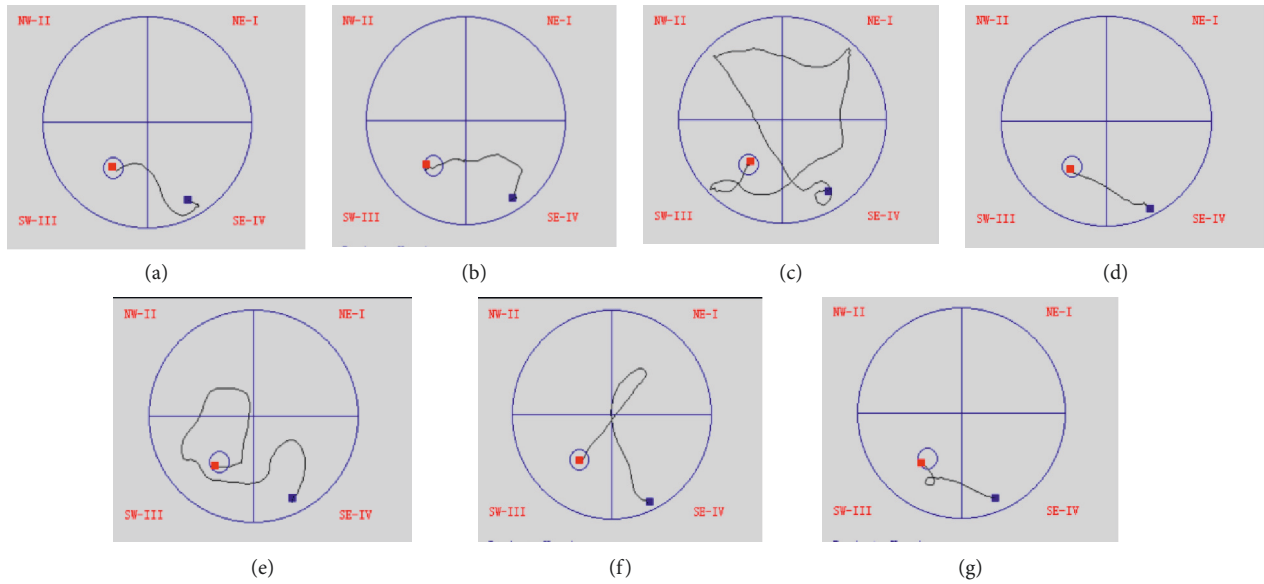 NW-II NE-I NW-II NE-I NW-II NE-I NW-II NE-I
SW-III SE-IV SW-III SE-IV SW-III SE-IV SW-III SE-IV
(a) (b) (c) (d)
NW-II NE-I NW-II NE-I NW-II NE-I
SW-III SE-IV SW-III SE-IV SW-III SE-IV
(e) (f) (g)